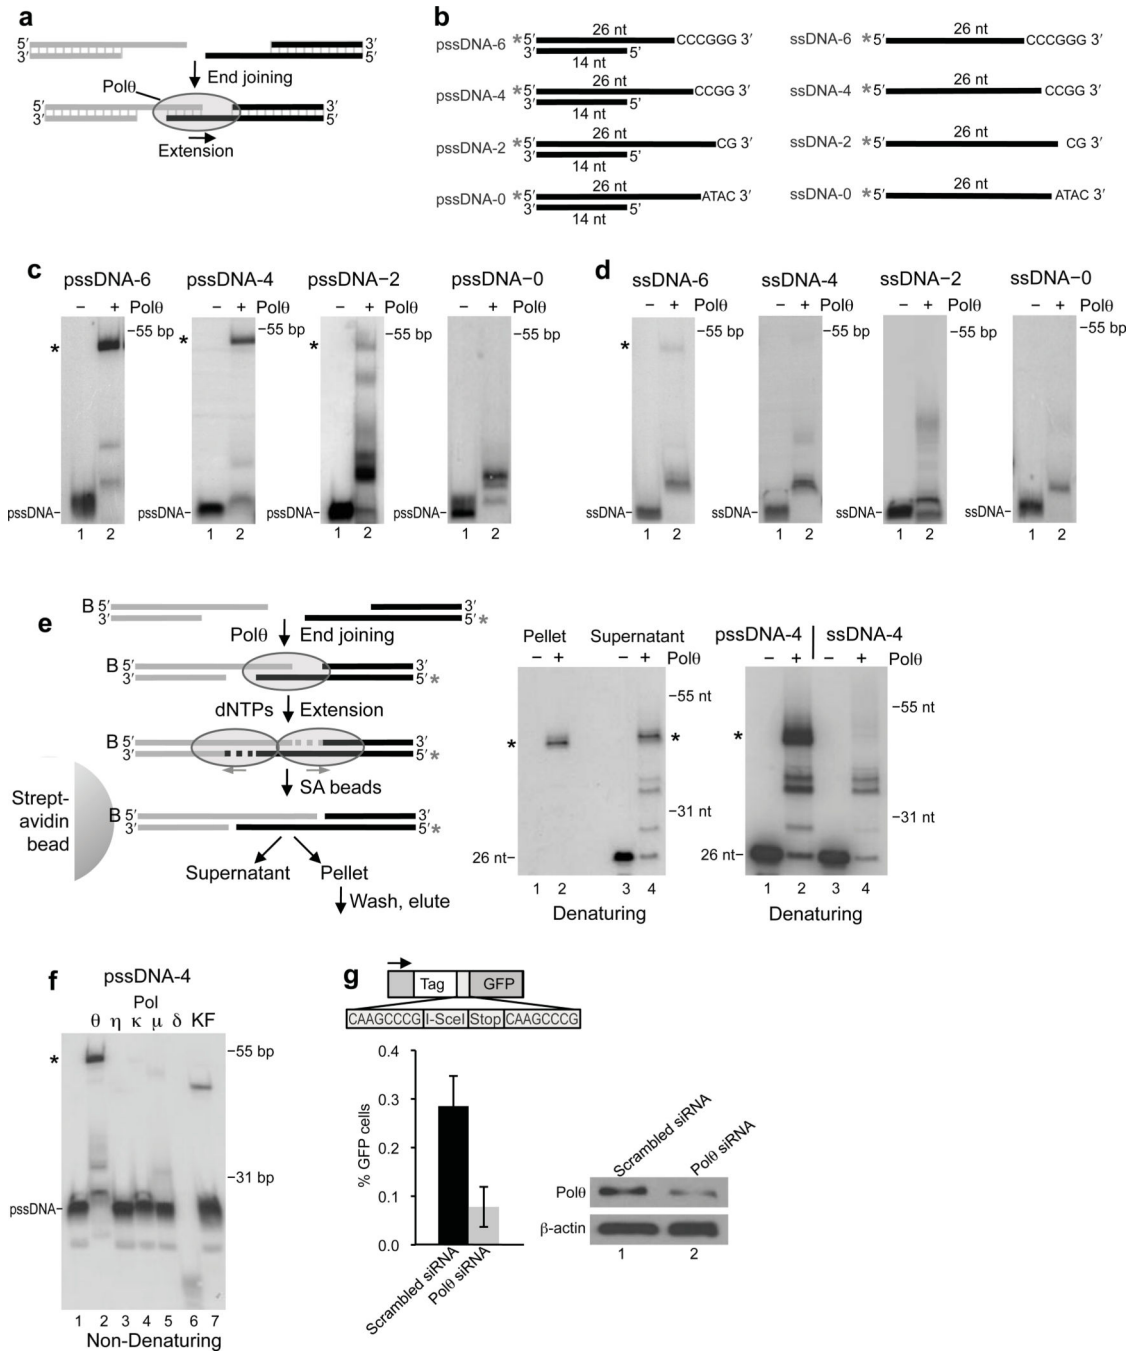 a
5′ 3′
3′ 5′
End joining
Polθ
5′ 3′
3′ 5′
Extension
b
pssDNA-6 *5′ 26 nt CCCGGG 3′
3′ 14 nt 5′
pssDNA-4 *5′ 26 nt CCGG 3′
3′ 14 nt 5′
pssDNA-2 *5′ 26 nt CG 3′
3′ 14 nt 5′
pssDNA-0 *5′ 26 nt ATAC 3′
3′ 14 nt 5′
ssDNA-6 *5′ 26 nt CCCGGG 3′
ssDNA-4 *5′ 26 nt CCGG 3′
ssDNA-2 *5′ 26 nt CG 3′
ssDNA-0 *5′ 26 nt ATAC 3′
c
pssDNA-6 pssDNA-4 pssDNA−2 pssDNA−0
− + Polθ − + Polθ − + Polθ − + Polθ
−55 bp −55 bp −55 bp −55 bp
* * *
pssDNA− pssDNA− pssDNA− pssDNA−
1 2 1 2 1 2 1 2
d
ssDNA-6 ssDNA-4 ssDNA−2 ssDNA−0
− + Polθ − + Polθ − + Polθ − + Polθ
−55 bp −55 bp −55 bp −55 bp
*
ssDNA− ssDNA− ssDNA− ssDNA−
1 2 1 2 1 2 1 2
e
B 5′ 3′
3′ 5′*
Polθ End joining
B 5′ 3′
3′ 5′*
dNTPs Extension
B 5′ 3′
3′ 5′*
SA beads
Strept-
avidin
bead
B 5′ 3′
3′ 5′*
Supernatant Pellet
Wash, elute
Pellet Supernatant
− + − + Polθ
−55 nt
* *
−31 nt
26 nt−
1 2 3 4
Denaturing
pssDNA-4 ssDNA-4
− + − + Polθ
−55 nt
*
−31 nt
26 nt−
1 2 3 4
Denaturing
f
pssDNA-4
Pol
θ η κ μ δ KF
−55 bp
*
−31 bp
pssDNA−
1 2 3 4 5 6 7
Non-Denaturing
g
Tag GFP
CAAGCCCG I-SceI Stop CAAGCCCG
% GFP cells
0.4
0.3
0.2
0.1
0.0
Scrambled siRNA
Polθ siRNA
Scrambled siRNA
Polθ siRNA
Polθ
β-actin
1 2